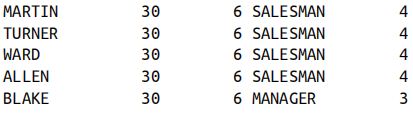 MARTIN 30 6 SALESMAN 4
TURNER 30 6 SALESMAN 4
WARD 30 6 SALESMAN 4
ALLEN 30 6 SALESMAN 4
BLAKE 30 6 MANAGER 3